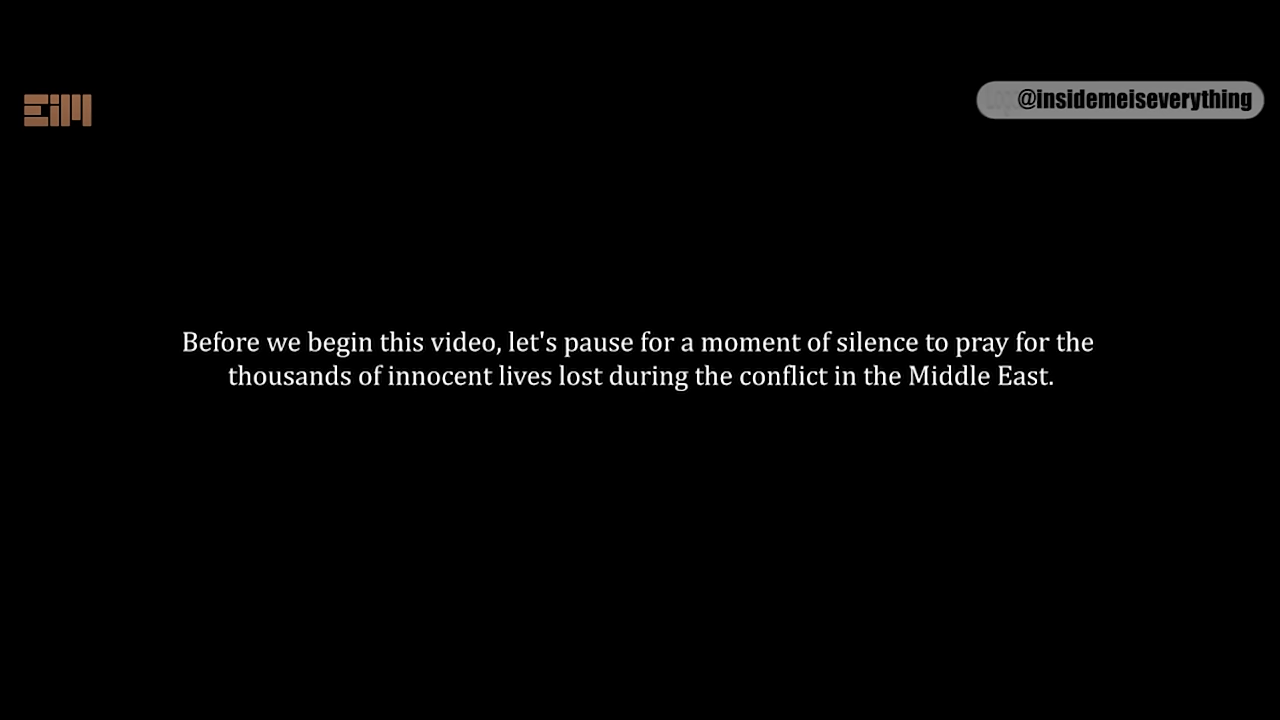 EiM
@insidemeiseverything
Before we begin this video, let's pause for a moment of silence to pray for the
thousands of innocent lives lost during the conflict in the Middle East.